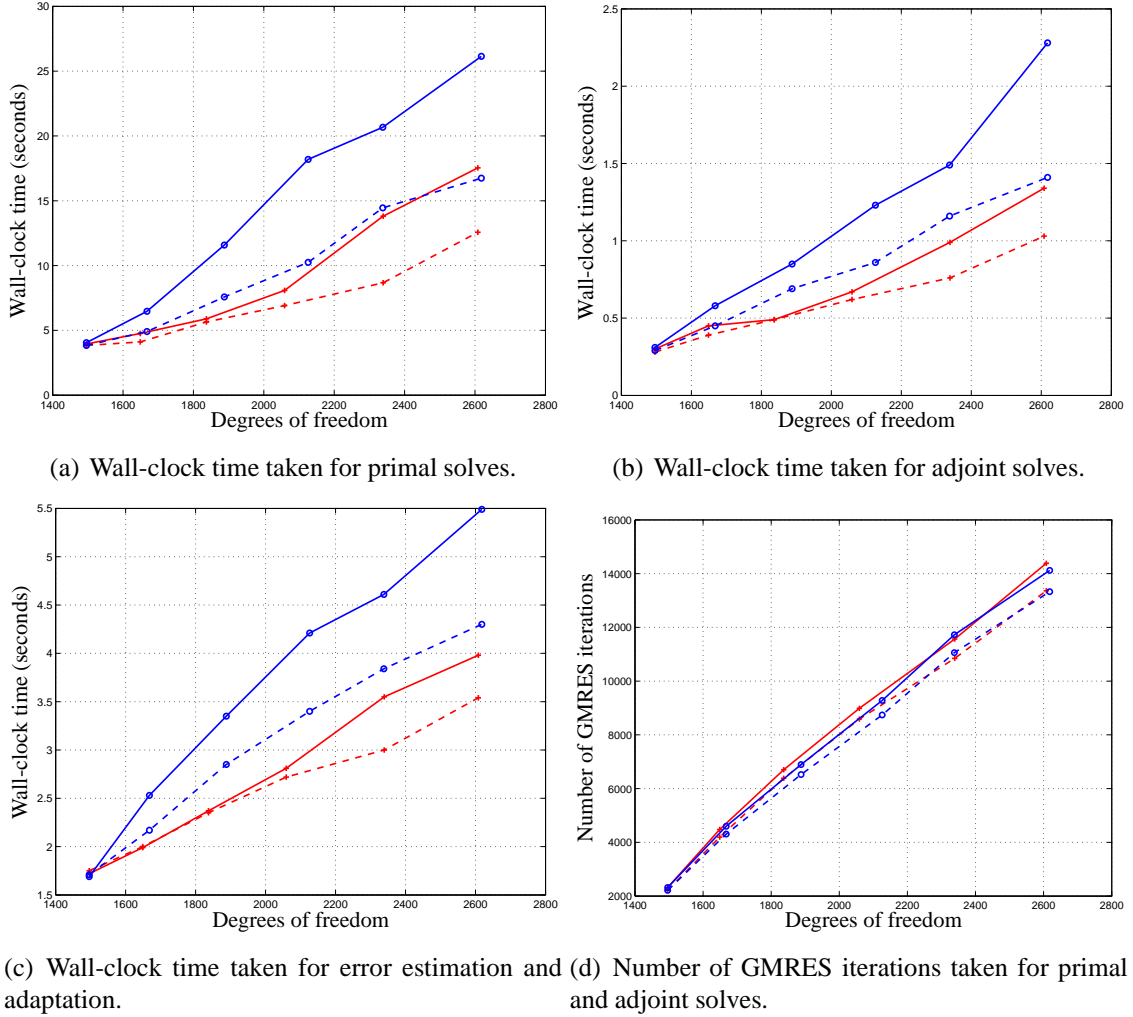 30
25
20
15
10
5
0
Wall-clock time (seconds)
1400 1600 1800 2000 2200 2400 2600 2800
Degrees of freedom
(a) Wall-clock time taken for primal solves.
2.5
2
1.5
1
0.5
0
Wall-clock time (seconds)
1400 1600 1800 2000 2200 2400 2600 2800
Degrees of freedom
(b) Wall-clock time taken for adjoint solves.
5.5
5
4.5
4
3.5
3
2.5
2
1.5
Wall-clock time (seconds)
1400 1600 1800 2000 2200 2400 2600 2800
Degrees of freedom
(c) Wall-clock time taken for error estimation and
adaptation.
16000
14000
12000
10000
8000
6000
4000
2000
Number of GMRES iterations
1400 1600 1800 2000 2200 2400 2600 2800
Degrees of freedom
(d) Number of GMRES iterations taken for primal
and adjoint solves.